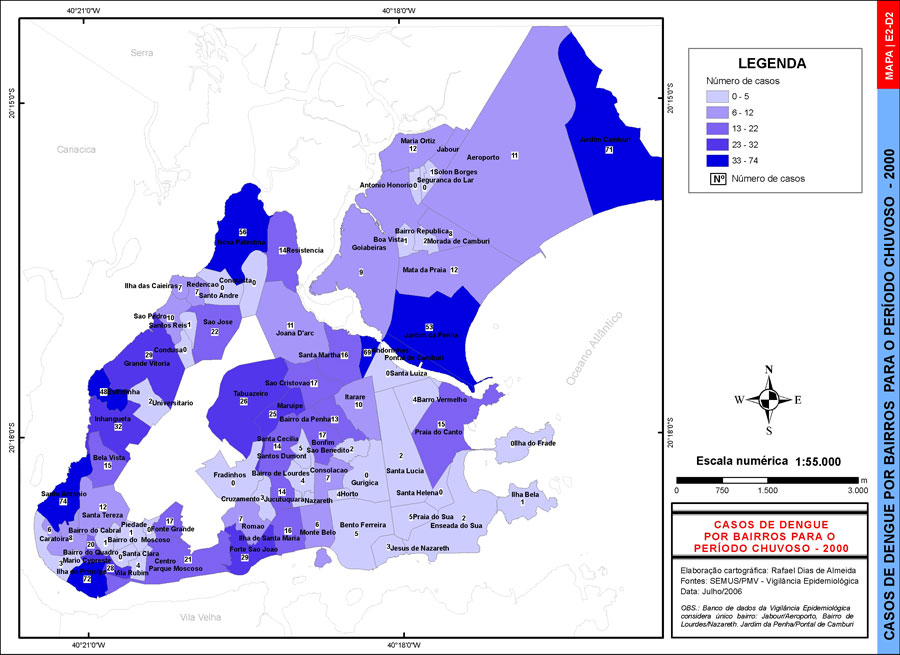 40°21'0"W
40°18'0"W
MAPA | E2-D2
CASOS DE DENGUE POR BAIRROS PARA O PERÍODO CHUVOSO - 2000
20°15'0"S
20°15'0"S
20°18'0"S
20°18'0"S
LEGENDA
Número de casos
0 - 5
6 - 12
13 - 22
23 - 32
33 - 74
Nº Número de casos
Serra
Cariacica
Vila Velha
Oceano Atlântico
Jardim Camburi
71
Maria Ortiz
12
Jabour
Aeroporto
11
1 Solon Borges
Segurança do Lar
0
Antonio Honorio 0
Bairro Republica 8
Boa Vista 1
2 Morada de Camburi
Goiabeiras
9
Mata da Praia 12
53
Jardim da Penha
Pontal de Camburi
69
56
Nova Palestina
14 Resistencia
Ilha das Caieiras 7
Redencao
7
Conquista 0
0
Santo Andre
Sao Pedro 10
Santos Reis 1
Sao Jose
22
Condusa 0
29
Grande Vitoria
11
Joana D'arc
Santa Martha 16
0 Santa Luiza
48
2 Universitario
Inhangueta
32
Bela Vista
15
Tabuazeiro
26
Sao Cristovao 17
Maruipe
25
Itarare
10
Bairro da Penha 13
4 Barro Vermelho
15
Praia do Canto
0 Ilha do Frade
Ilha Bela
1
Santa Cecilia
14
Santos Dumont
17
Bonfim
5
Sao Benedito 2
Consolacao
7
0
Gurigica
2
Santa Lucia
Santa Helena 0
Fradinhos
0
Bairro de Lourdes
4
Cruzamento 3
14
Jucutuquara
Nazareth
4 Horto
5 Praia do Sua
2
Enseada do Sua
Bento Ferreira
5
3 Jesus de Nazareth
6
Monte Belo
16
Ilha de Santa Maria
7
Romao
Forte Sao Joao
29
Santo Antonio
74
12
Santa Tereza
6
Caratoira 8
Bairro do Cabral
20
Piedade
1
0 Fonte Grande
17
1 Bairro do Moscoso
Bairro do Quadro
0 Santa Clara
3 Mario Cypreste
4
28 Vila Rubim
72
Centro
21
Parque Moscoso
N
W
E
S
Escala numérica 1:55.000
0
750
1.500
3.000
m
CASOS DE DENGUE
POR BAIRROS PARA O
PERÍODO CHUVOSO - 2000
Elaboração cartográfica: Rafael Dias de Almeida
Fontes: SEMUS/PMV - Vigilância Epidemiológica
Data: Julho/2006
OBS.: Banco de dados da Vigilância Epidemiológica
considera único bairro: Jabour/Aeroporto, Bairro de
Lourdes/Nazareth. Jardim da Penha/Pontal de Camburi
40°21'0"W
40°18'0"W